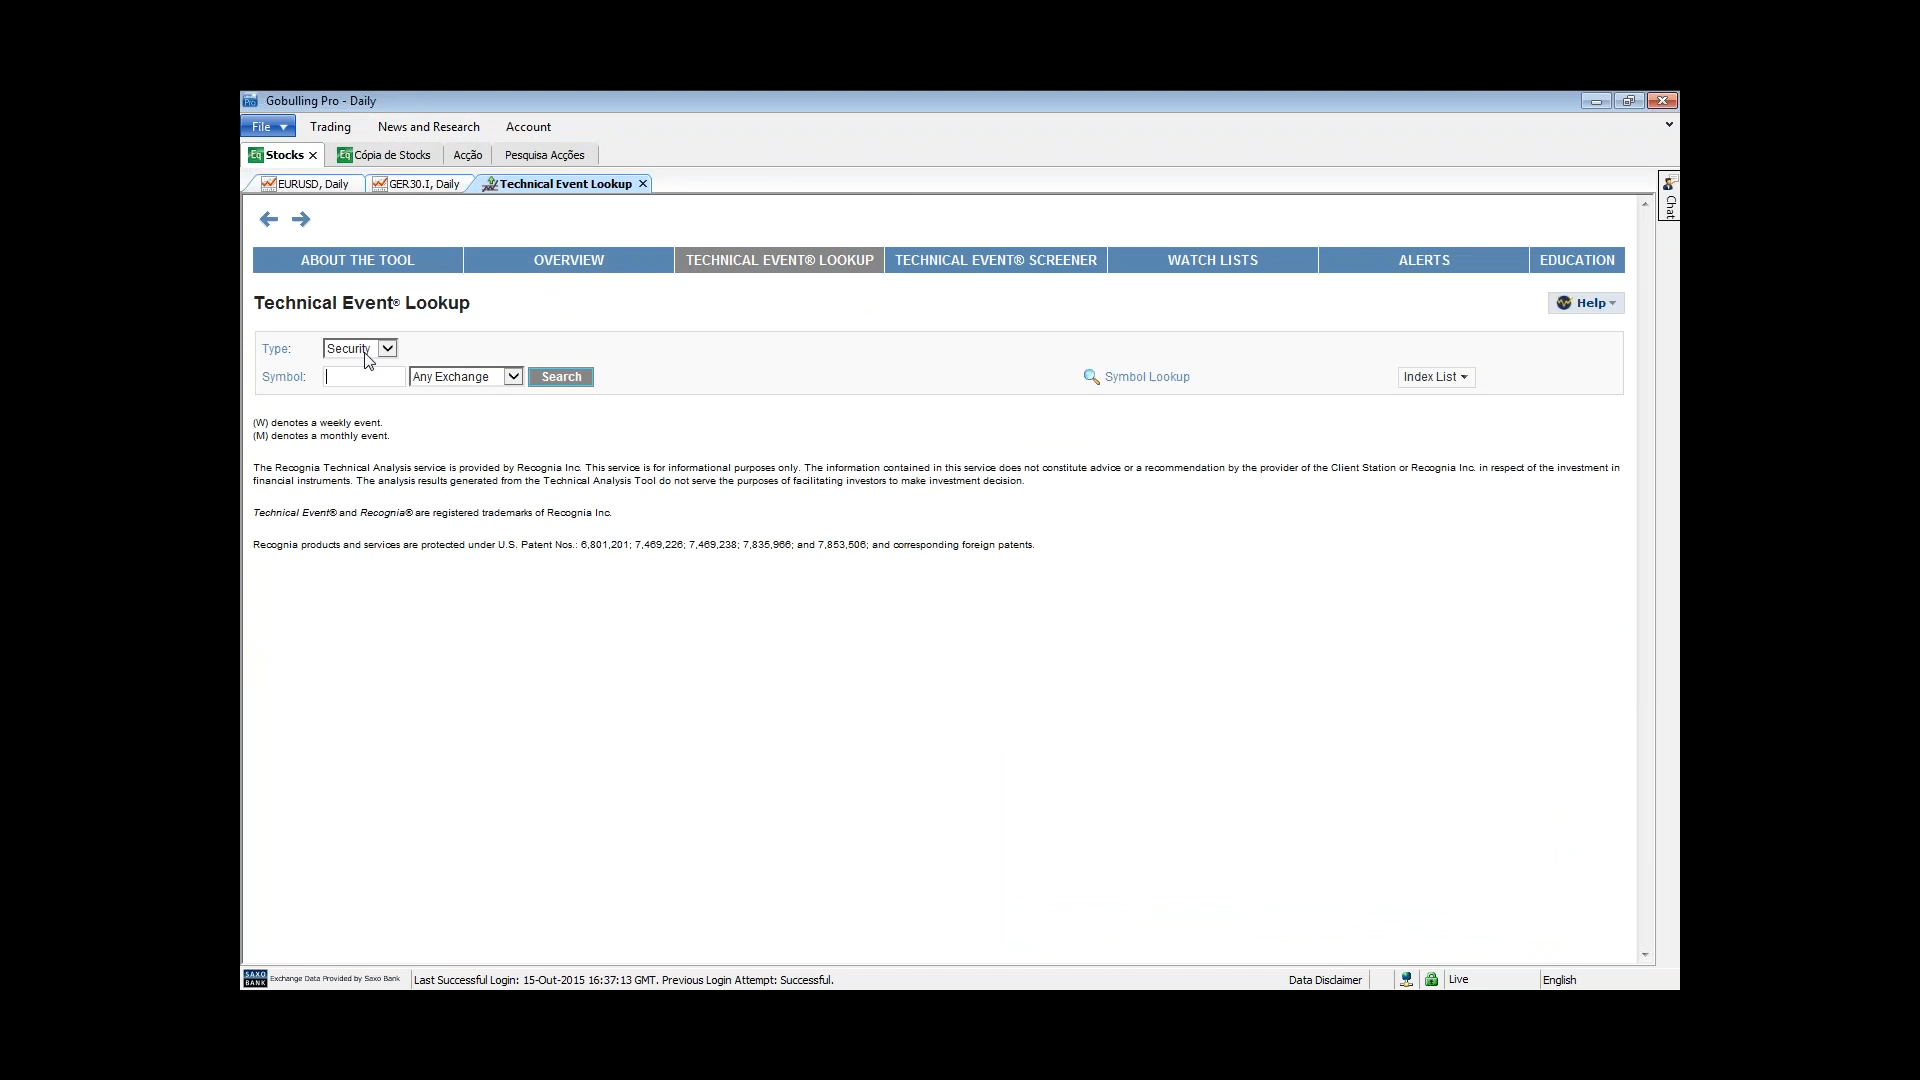 Gobulling Pro - Daily
File Trading News and Research Account
Eq Stocks Eq Cópia de Stocks Acção Pesquisa Acções
EURUSD, Daily GER30.I, Daily Technical Event Lookup
Chat
ABOUT THE TOOL OVERVIEW TECHNICAL EVENT® LOOKUP TECHNICAL EVENT® SCREENER WATCH LISTS ALERTS EDUCATION
Technical Event® Lookup Help
Type: Security
Symbol: Any Exchange Search Symbol Lookup Index List
(W) denotes a weekly event.
(M) denotes a monthly event.
The Recognia Technical Analysis service is provided by Recognia Inc. This service is for informational purposes only. The information contained in this service does not constitute advice or a recommendation by the provider of the Client Station or Recognia Inc. in respect of the investment in
financial instruments. The analysis results generated from the Technical Analysis Tool do not serve the purposes of facilitating investors to make investment decision.
Technical Event® and Recognia® are registered trademarks of Recognia Inc.
Recognia products and services are protected under U.S. Patent Nos.: 6,801,201; 7,469,226; 7,469,238; 7,835,966; and 7,853,506; and corresponding foreign patents.
SAXO BANK Exchange Data Provided by Saxo Bank Last Successful Login: 15-Out-2015 16:37:13 GMT. Previous Login Attempt: Successful. Data Disclaimer Live English